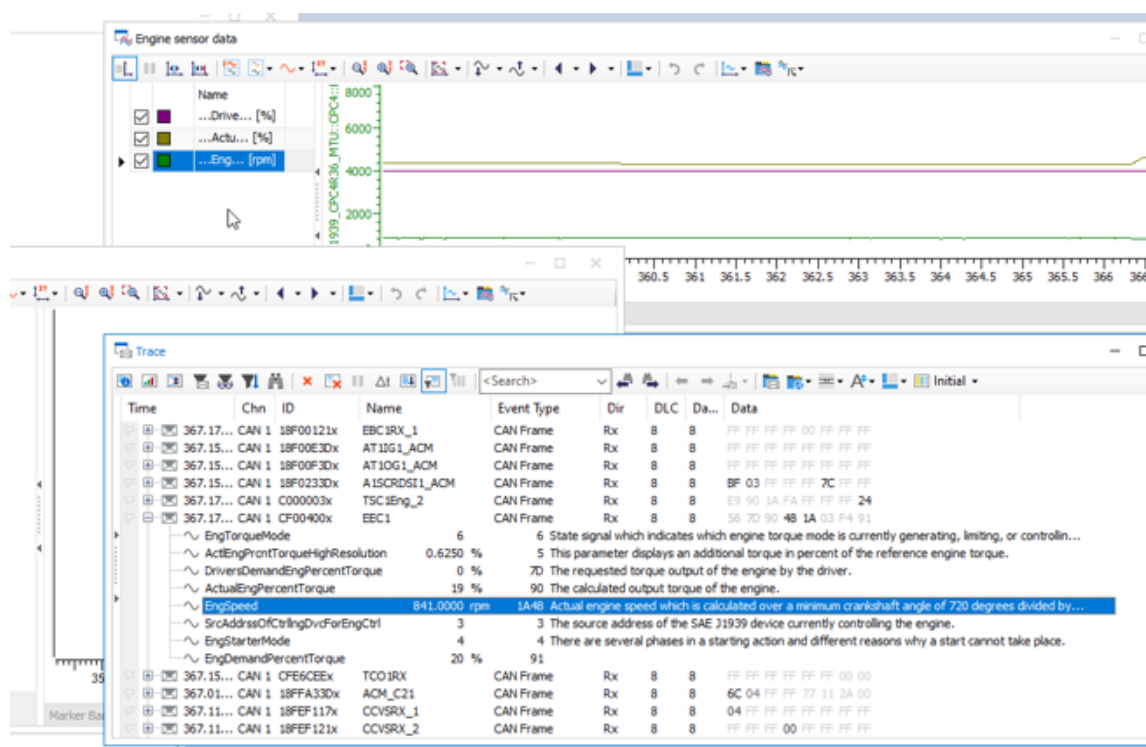 Engine sensor data
Name
...Drive... [%]
...Actu... [%]
...Eng... [rpm]
1939_CPC4R36_MTU::CPC4::I
8000
6000
4000
2000
360.5 361 361.5 362 362.5 363 363.5 364 364.5 365 365.5 366 366
Trace
<Search> Initial
Time Chn ID Name Event Type Dir DLC Da... Data
367.17... CAN 1 18F00121x EBC1RX_1 CAN Frame Rx 8 8 FF FF FF FF 00 FF FF FF
367.15... CAN 1 18F00E3Dx AT1IG1_ACM CAN Frame Rx 8 8 FF FF FF FF FF FF FF FF
367.15... CAN 1 18F00F3Dx AT1OG1_ACM CAN Frame Rx 8 8 FF FF FF FF FF FF FF FF
367.15... CAN 1 18F0233Dx A1SCRDSI1_ACM CAN Frame Rx 8 8 BF 03 FF FF FF 7C FF FF
367.17... CAN 1 C000003x TSC1Eng_2 CAN Frame Rx 8 8 E9 90 1A FA FF FF FF 24
367.17... CAN 1 CF00400x EEC1 CAN Frame Rx 8 8 56 7D 90 48 1A 03 F4 91
EngTorqueMode 6 6 State signal which indicates which engine torque mode is currently generating, limiting, or controllin...
ActlEngPrcntTorqueHighResolution 0.6250 % 5 This parameter displays an additional torque in percent of the reference engine torque.
DriversDemandEngPercentTorque 0 % 7D The requested torque output of the engine by the driver.
ActualEngPercentTorque 19 % 90 The calculated output torque of the engine.
EngSpeed 841.0000 rpm 1A48 Actual engine speed which is calculated over a minimum crankshaft angle of 720 degrees divided by...
SrcAddrssOfCtrllngDvcForEngCtrl 3 3 The source address of the SAE J1939 device currently controlling the engine.
EngStarterMode 4 4 There are several phases in a starting action and different reasons why a start cannot take place.
EngDemandPercentTorque 20 % 91
367.15... CAN 1 CFE6CEEx TCO1RX CAN Frame Rx 8 8 FF FF FF FF FF FF 00 00
367.01... CAN 1 18FFA33Dx ACM_C21 CAN Frame Rx 8 8 6C 04 FF FF 77 11 2A 00
367.11... CAN 1 18FEF117x CCVSRX_1 CAN Frame Rx 8 8 04 FF FF FF FF FF FF FF
367.11... CAN 1 18FEF121x CCVSRX_2 CAN Frame Rx 8 8 FF FF FF 00 FF FF FF FF
35
Marker Ba